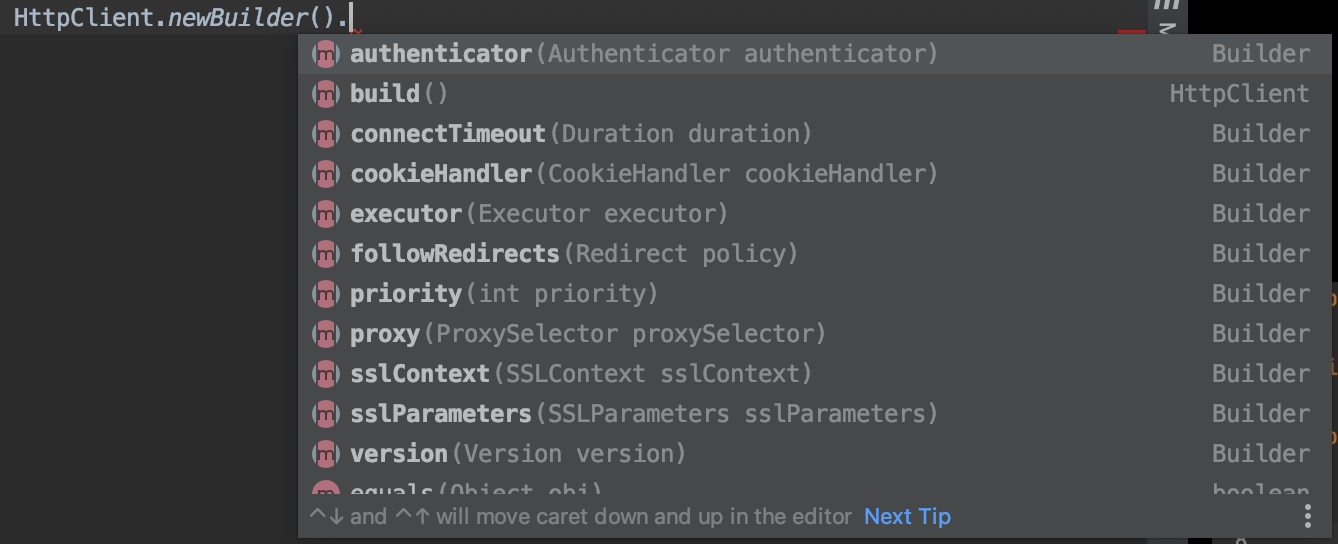 HttpClient.newBuilder().
m authenticator(Authenticator authenticator) Builder
m build() HttpClient
m connectTimeout(Duration duration) Builder
m cookieHandler(CookieHandler cookieHandler) Builder
m executor(Executor executor) Builder
m followRedirects(Redirect policy) Builder
m priority(int priority) Builder
m proxy(ProxySelector proxySelector) Builder
m sslContext(SSLContext sslContext) Builder
m sslParameters(SSLParameters sslParameters) Builder
m version(Version version) Builder
m equals(Object obj) boolean
^↓ and ^↑ will move caret down and up in the editor Next Tip